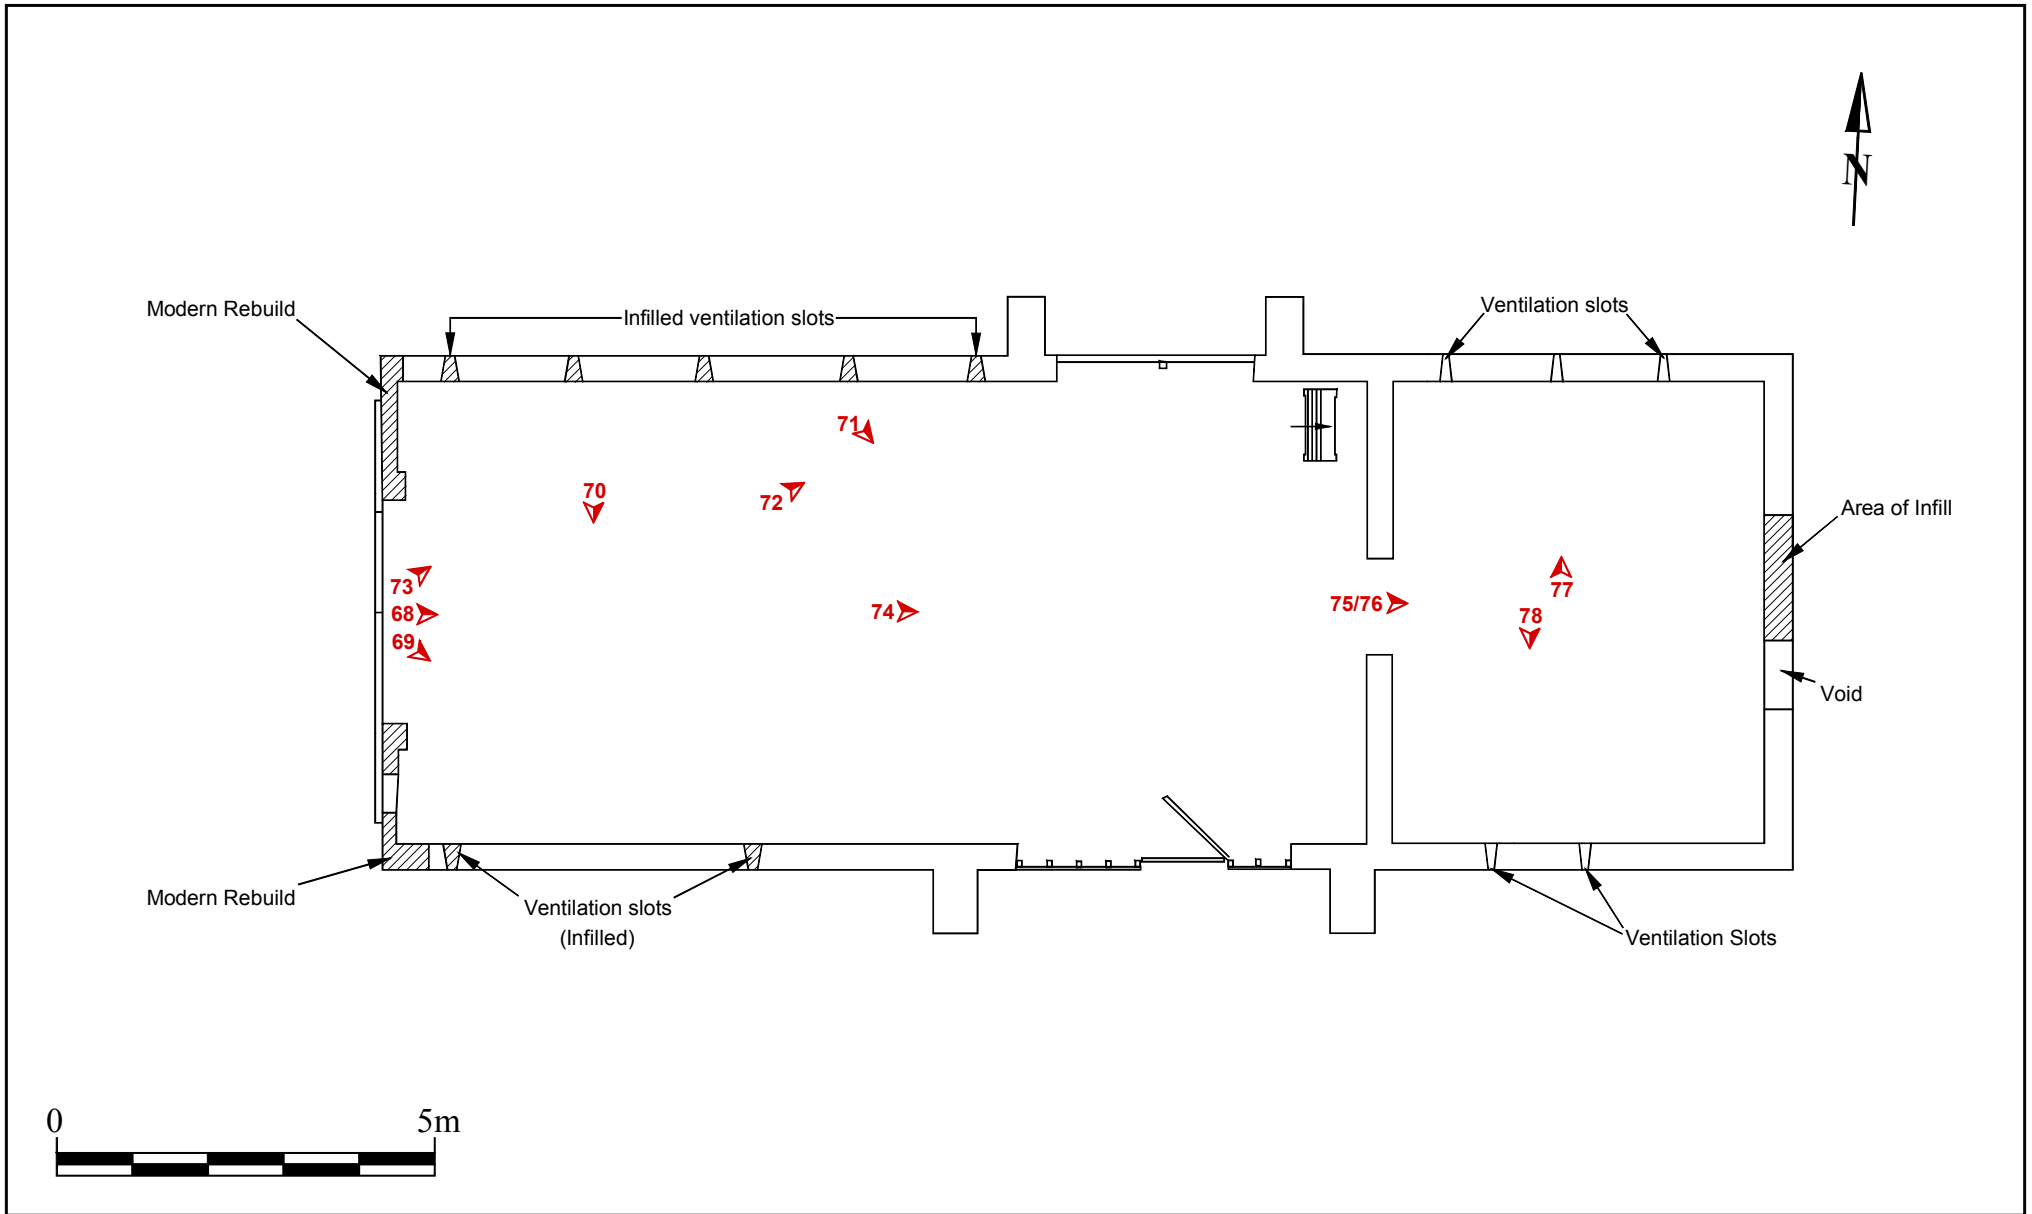 N
Modern Rebuild
Infilled ventilation slots
Ventilation slots
71
70
72
Area of Infill
73
68
74
75/76
77
78
69
Void
Modern Rebuild
Ventilation slots
(Infilled)
Ventilation Slots
0
5m